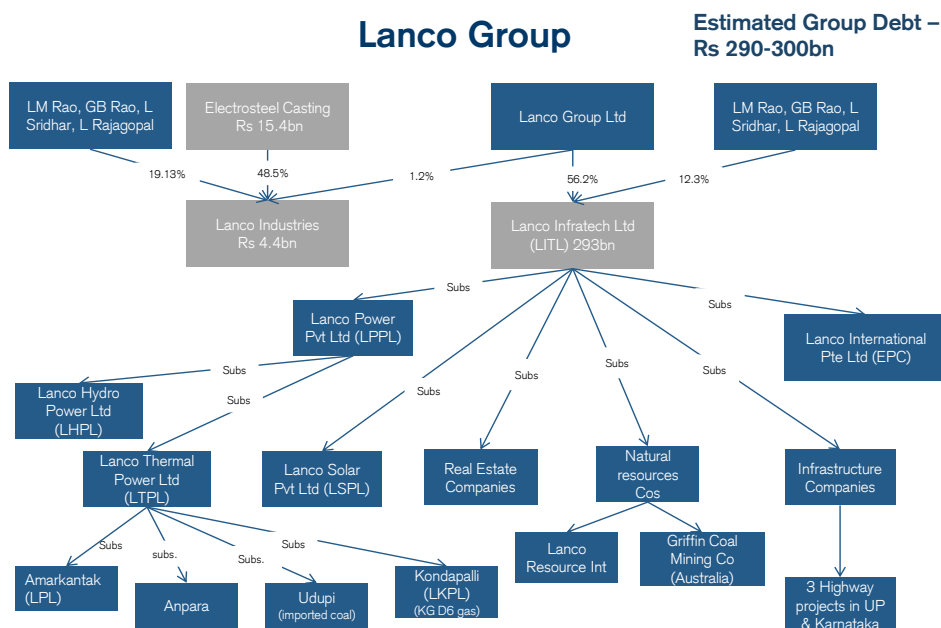 Lanco Group
Estimated Group Debt –
Rs 290-300bn
LM Rao, GB Rao, L
Sridhar, L Rajagopal
Electrosteel Casting
Rs 15.4bn
Lanco Group Ltd
LM Rao, GB Rao, L
Sridhar, L Rajagopal
19.13%
48.5%
1.2%
56.2%
12.3%
Lanco Industries
Rs 4.4bn
Lanco Infratech Ltd
(LITL) 293bn
Subs
Subs
Lanco Power
Pvt Ltd (LPPL)
Lanco International
Pte Ltd (EPC)
Subs
Subs
Subs
Subs
Subs
Lanco Hydro
Power Ltd
(LHPL)
Lanco Thermal
Power Ltd
(LTPL)
Lanco Solar
Pvt Ltd (LSPL)
Real Estate
Companies
Natural
resources
Cos
Infrastructure
Companies
Subs
subs.
Subs.
Subs
Amarkantak
(LPL)
Anpara
Udupi
(imported coal)
Kondapalli
(LKPL)
(KG D6 gas)
Lanco
Resource Int
Griffin Coal
Mining Co
(Australia)
3 Highway
projects in UP
& Karnataka